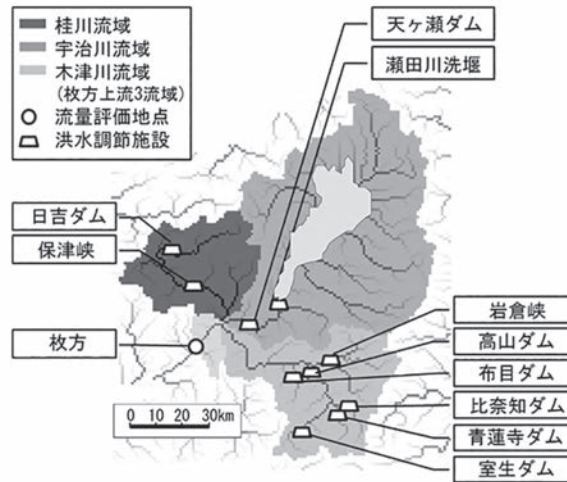 桂川流域
宇治川流域
木津川流域
(枚方上流3流域)
流量評価地点
洪水調節施設
天ヶ瀬ダム
瀬田川洗堰
日吉ダム
保津峡
枚方
岩倉峡
高山ダム
布目ダム
比奈知ダム
青蓮寺ダム
室生ダム
0 10 20 30km